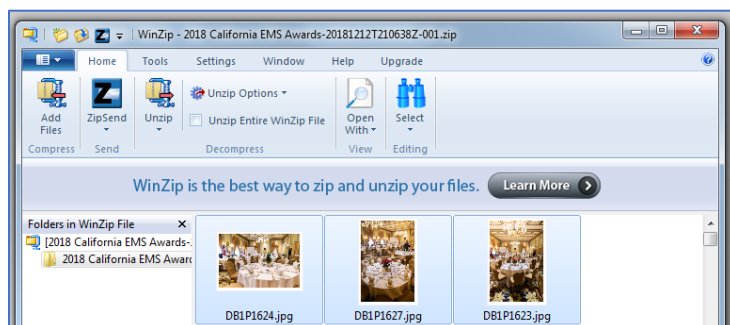 WinZip - 2018 California EMS Awards-20181212T210638Z-001.zip
Home Tools Settings Window Help Upgrade
Add Files
ZipSend
Unzip
Unzip Options
Unzip Entire WinZip File
Open With
Select
Compress Send Decompress View Editing
WinZip is the best way to zip and unzip your files. Learn More
Folders in WinZip File
[2018 California EMS Awards-
2018 California EMS Award
DB1P1624.jpg DB1P1627.jpg DB1P1623.jpg